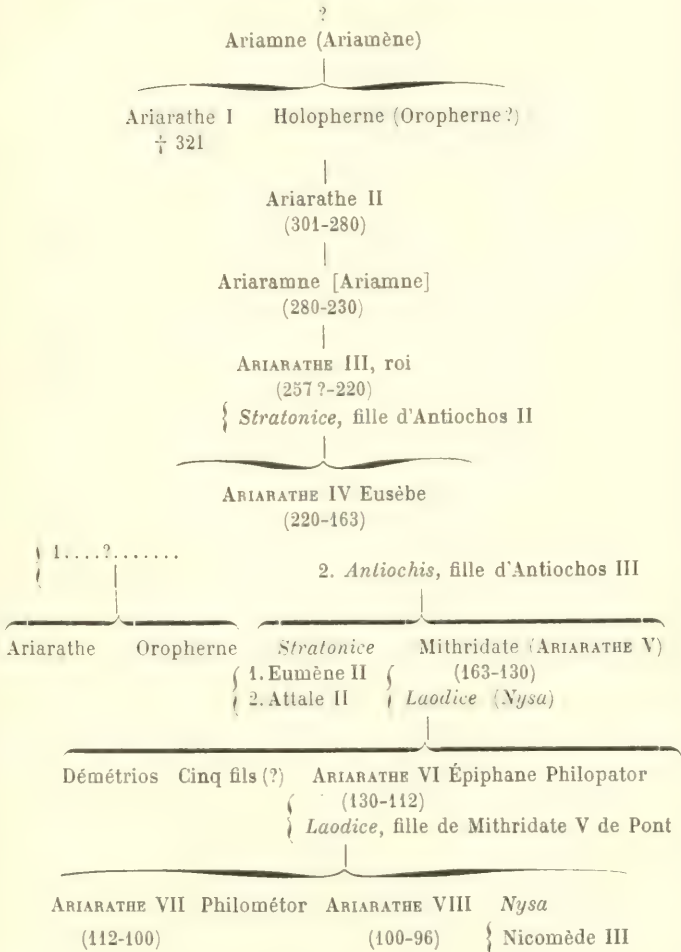 ?
Ariamne (Ariamène)
Ariarathe I Holopherne (Oropherne?)
† 321
Ariarathe II
(301-280)
Ariaramne [Ariamne]
(280-230)
ARIARATHE III, roi
(257?-220)
Stratonice, fille d'Antiochos II
ARIARATHE IV Eusèbe
(220-163)
1....?.......
2. Antiochis, fille d'Antiochos III
Ariarathe Oropherne Stratonice Mithridate (ARIARATHE V)
1. Eumène II (163-130)
2. Attale II Laodice (Nysa)
Démétrios Cinq fils (?) ARIARATHE VI Épiphane Philopator
(130-112)
Laodice, fille de Mithridate V de Pont
ARIARATHE VII Philométor ARIARATHE VIII Nysa
(112-100) (100-96) Nicomède III